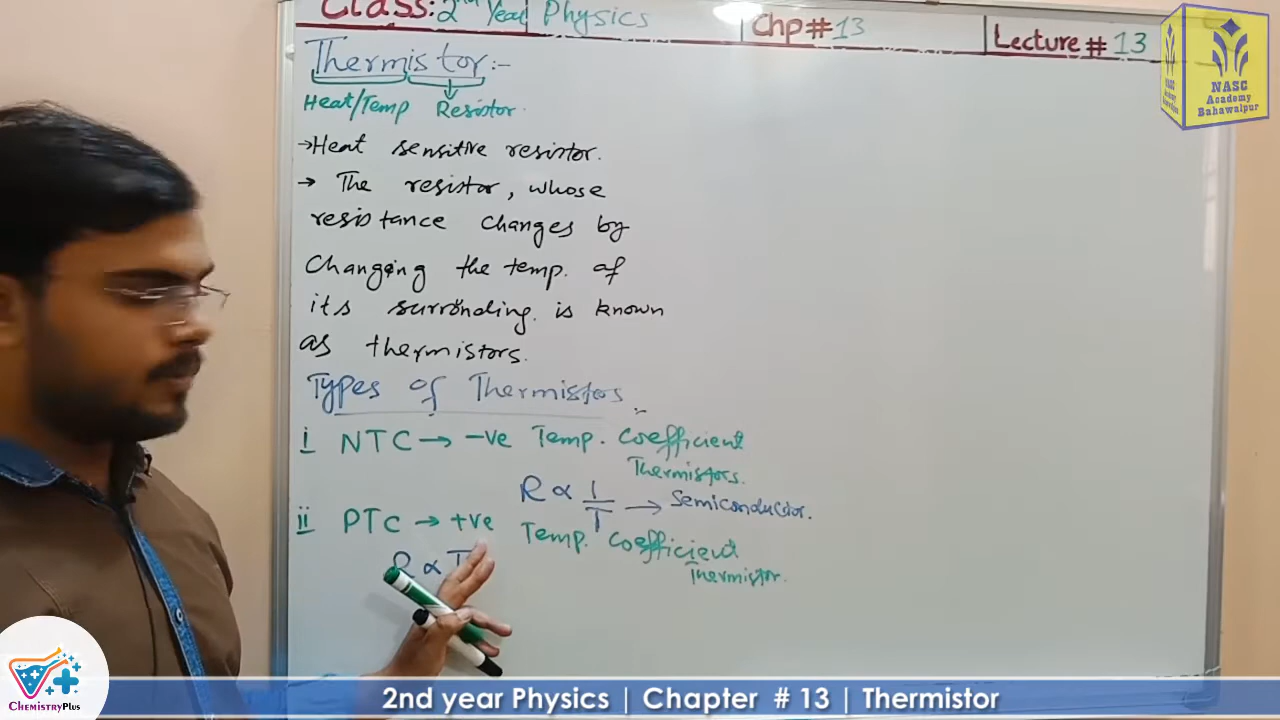 Class: 2nd Year Physics Chp # 13 Lecture # 13
NASC
Academy
Bahawalpur
Thermistor:-
Heat/Temp Resistor
→ Heat sensitive resistor.
→ The resistor, whose
resistance changes by
Changing the temp. of
its surronding. is known
as thermistors.
Types of Thermistos :-
i NTC → -ve Temp. Coefficient
Thermistors.
R ∝ 1/T → Semiconductor.
ii PTC → +ve Temp. Coefficient
Thermistor.
R ∝ T
ChemistryPlus
2nd year Physics | Chapter # 13 | Thermistor